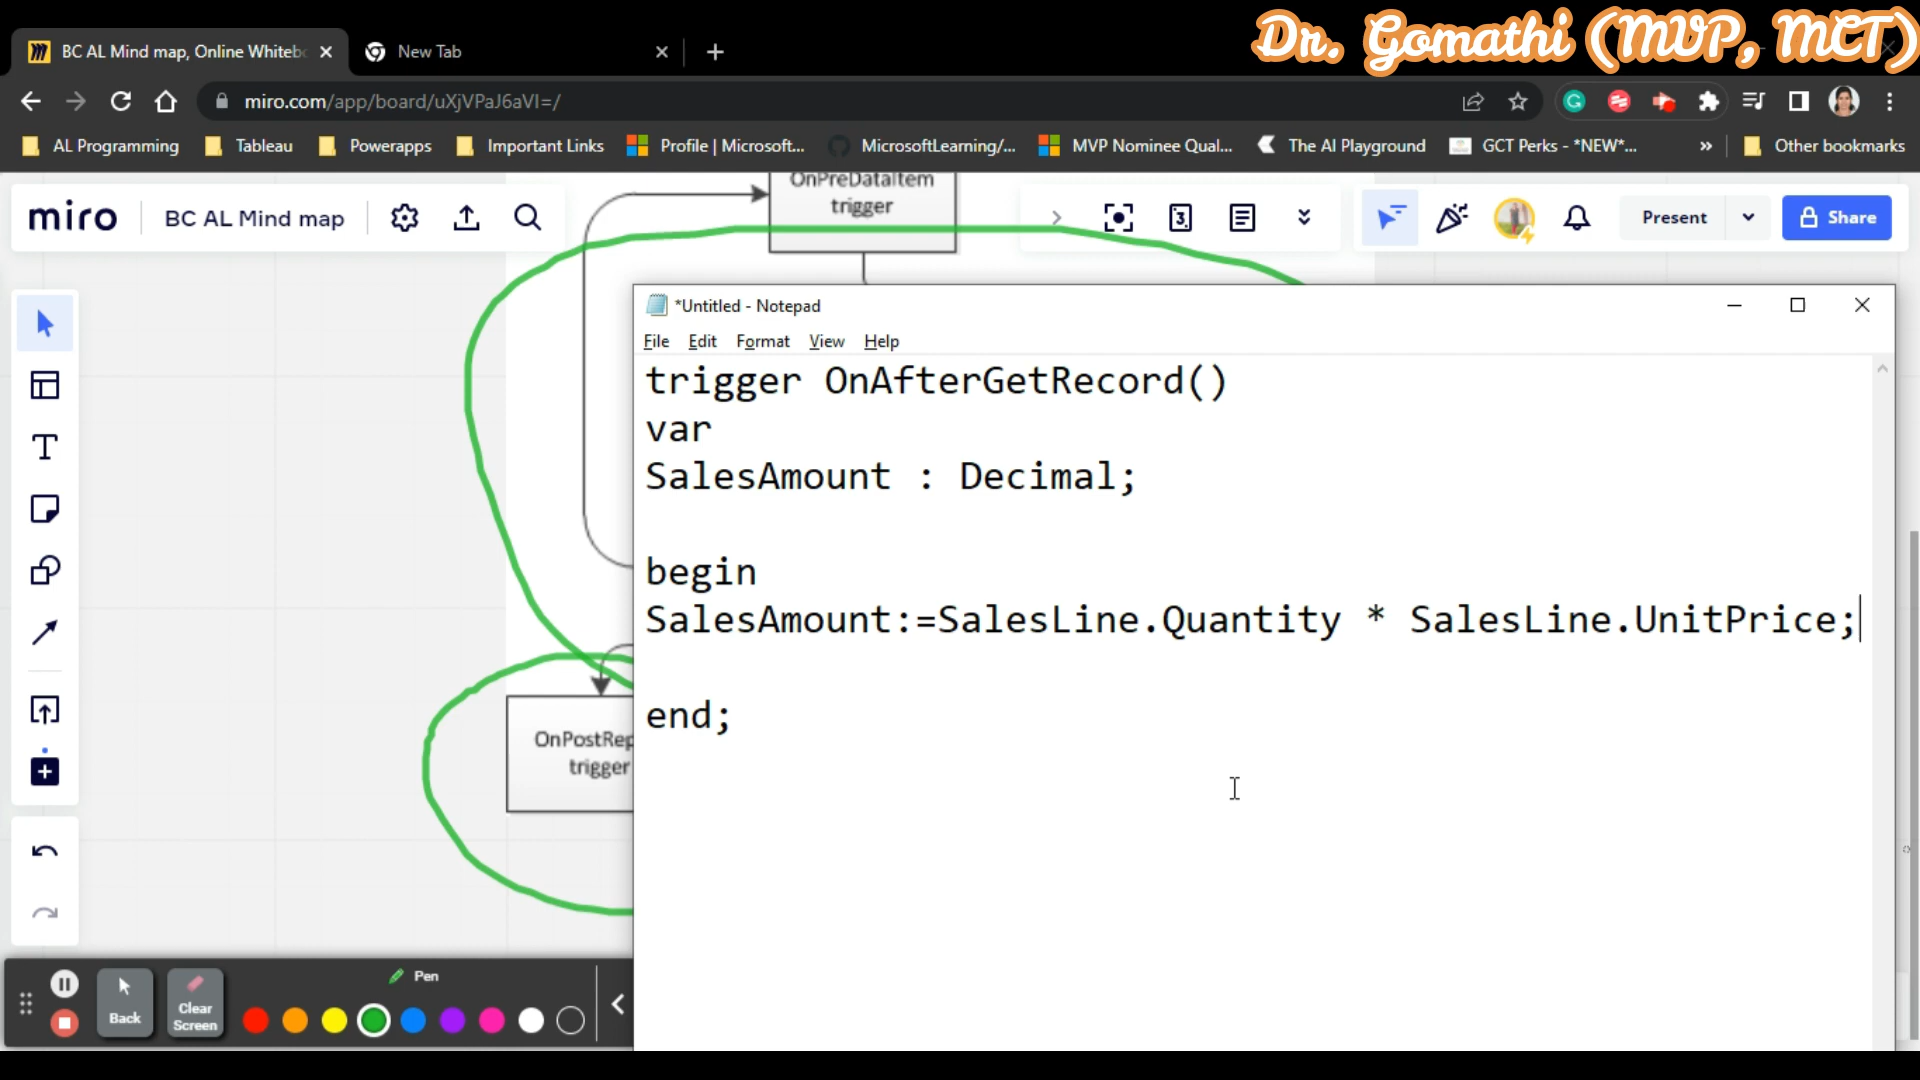 Dr. Gomathi (MVP, MCT)
BC AL Mind map, Online Whitebo
New Tab
miro.com/app/board/uXjVPaJ6aVI=/
AL Programming
Tableau
Powerapps
Important Links
Profile | Microsoft...
MicrosoftLearning/...
MVP Nominee Qual...
The AI Playground
GCT Perks - *NEW*...
Other bookmarks
miro
BC AL Mind map
Present
Share
OnPreDataItem
trigger
*Untitled - Notepad
File Edit Format View Help
trigger OnAfterGetRecord()
var
SalesAmount : Decimal;
begin
SalesAmount:=SalesLine.Quantity * SalesLine.UnitPrice;
end;
OnPostRep
trigger
Pen
Back
Clear
Screen